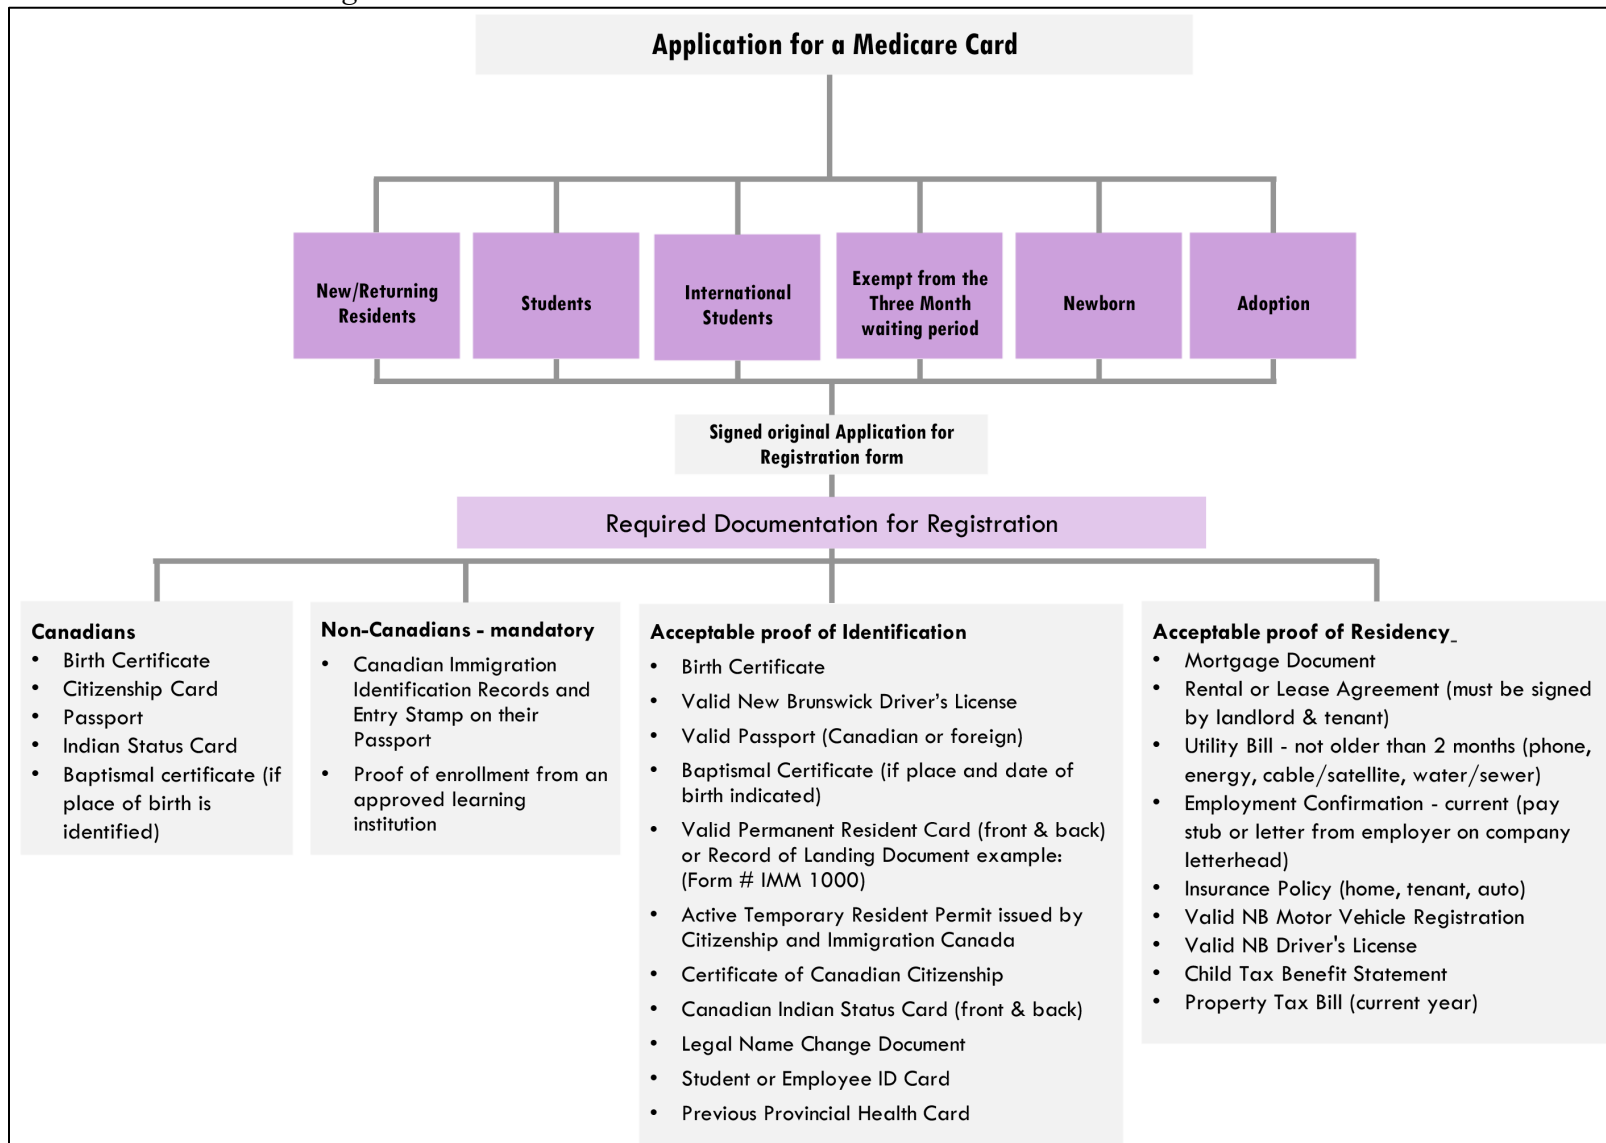 Application for a Medicare Card
New/Returning
Residents
Students
International
Students
Exempt from the
Three Month
waiting period
Newborn
Adoption
Signed original Application for
Registration form
Required Documentation for Registration
Canadians
• Birth Certificate
• Citizenship Card
• Passport
• Indian Status Card
• Baptismal certificate (if
place of birth is
identified)
Non-Canadians - mandatory
• Canadian Immigration
Identification Records and
Entry Stamp on their
Passport
• Proof of enrollment from an
approved learning
institution
Acceptable proof of Identification
• Birth Certificate
• Valid New Brunswick Driver’s License
• Valid Passport (Canadian or foreign)
• Baptismal Certificate (if place and date of
birth indicated)
• Valid Permanent Resident Card (front & back)
or Record of Landing Document example:
(Form # IMM 1000)
• Active Temporary Resident Permit issued by
Citizenship and Immigration Canada
• Certificate of Canadian Citizenship
• Canadian Indian Status Card (front & back)
• Legal Name Change Document
• Student or Employee ID Card
• Previous Provincial Health Card
Acceptable proof of Residency_
• Mortgage Document
• Rental or Lease Agreement (must be signed
by landlord & tenant)
• Utility Bill - not older than 2 months (phone,
energy, cable/satellite, water/sewer)
• Employment Confirmation - current (pay
stub or letter from employer on company
letterhead)
• Insurance Policy (home, tenant, auto)
• Valid NB Motor Vehicle Registration
• Valid NB Driver's License
• Child Tax Benefit Statement
• Property Tax Bill (current year)